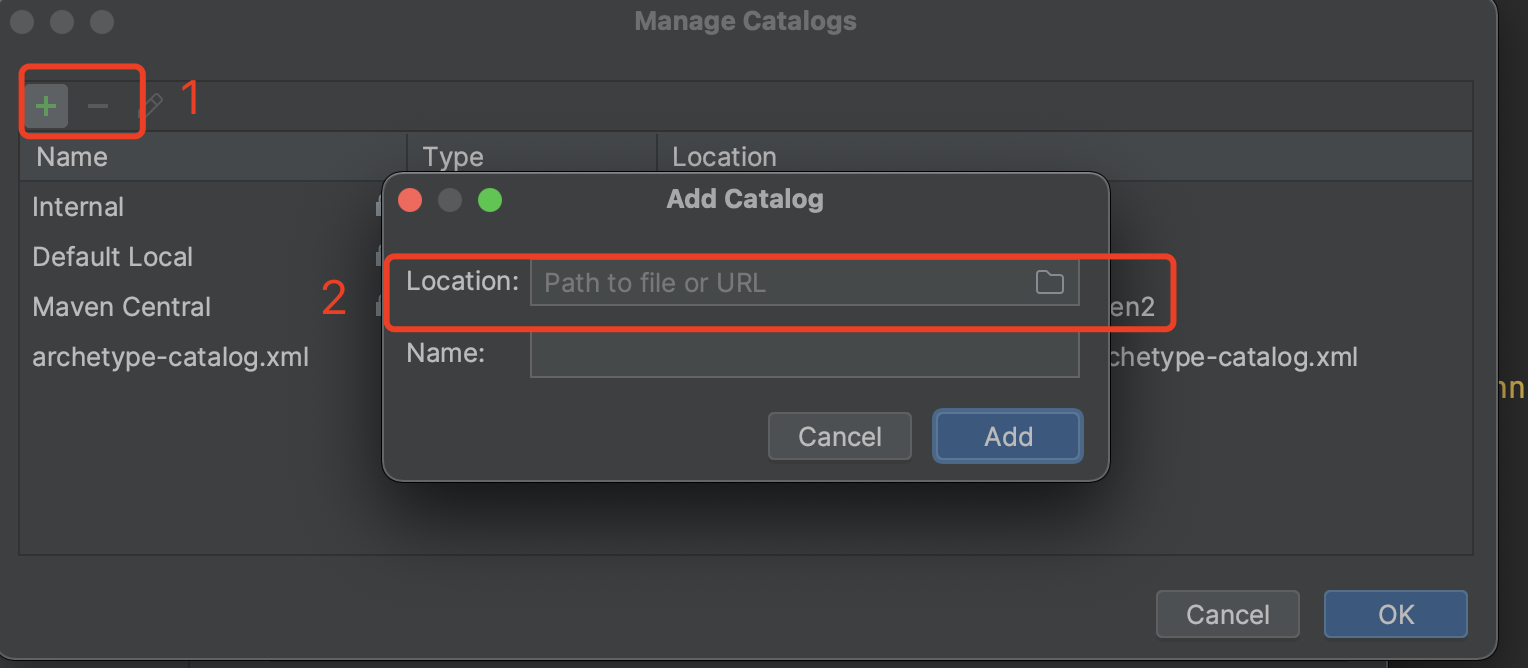 Manage Catalogs
1
Name Type Location
Internal
Default Local
Maven Central
archetype-catalog.xml
Add Catalog
2
Location: Path to file or URL
Name:
Cancel Add
en2
chetype-catalog.xml
Cancel OK